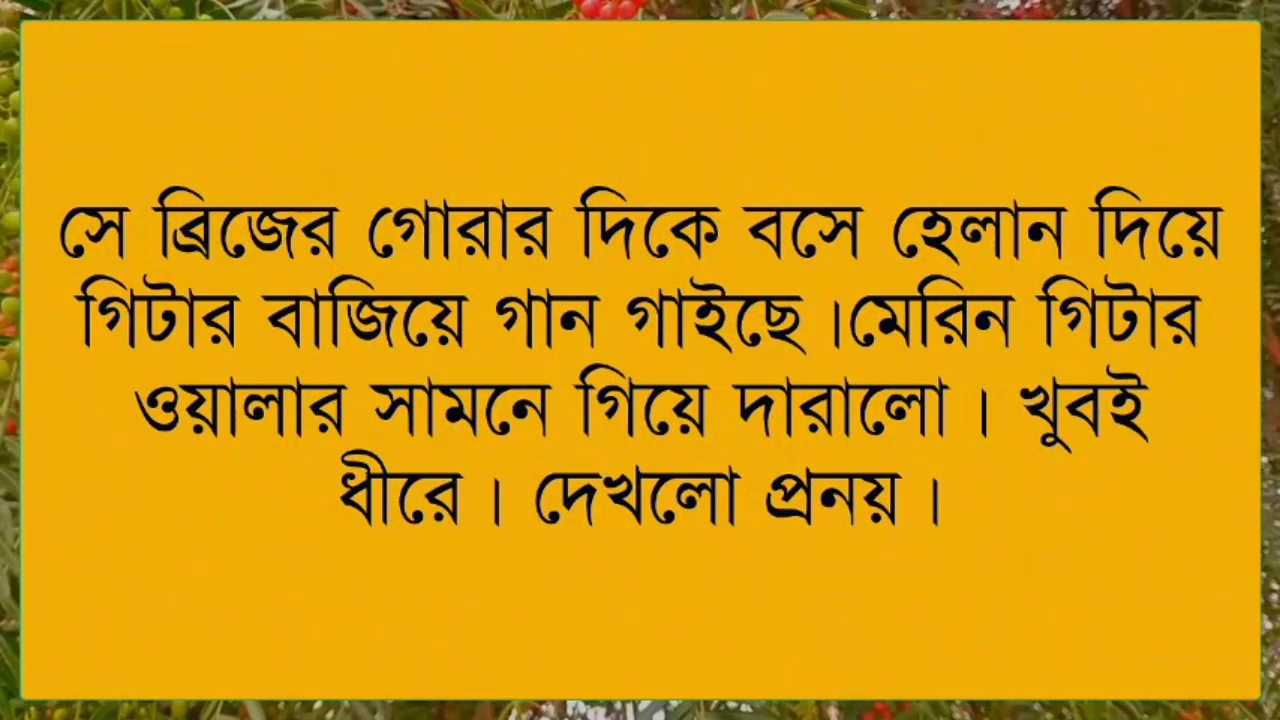 সে ব্রিজের গোরার দিকে বসে হেলান দিয়ে
গিটার বাজিয়ে গান গাইছে।মেরিন গিটার
ওয়ালার সামনে গিয়ে দারালো। খুবই
ধীরে। দেখলো প্রনয়।